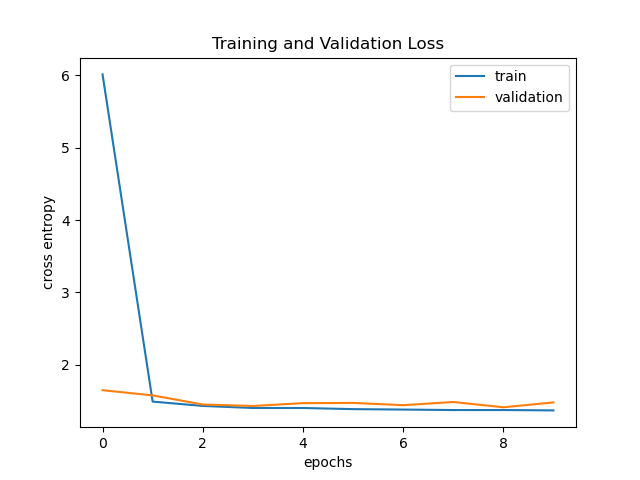 Training and Validation Loss
train
validation
cross entropy
6
5
4
3
2
0 2 4 6 8
epochs